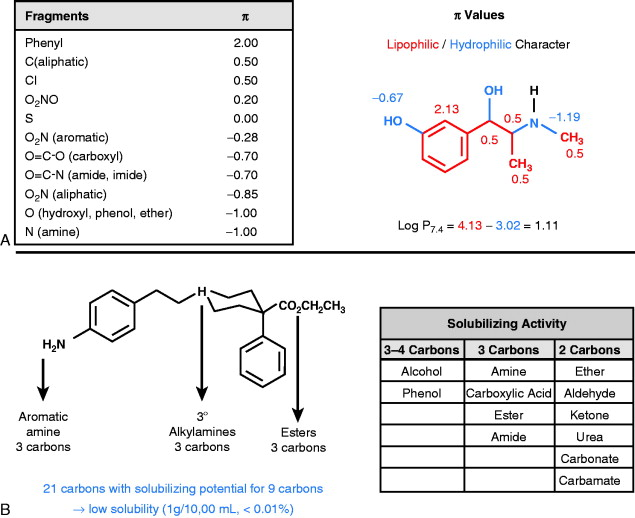 Fragments π
Phenyl 2.00
C(aliphatic) 0.50
Cl 0.50
O₂NO 0.20
S 0.00
O₂N (aromatic) −0.28
O=C-O (carboxyl) −0.70
O=C-N (amide, imide) −0.70
O₂N (aliphatic) −0.85
O (hydroxyl, phenol, ether) −1.00
N (amine) −1.00
A
π Values
Lipophilic / Hydrophilic Character
OH H
−0.67
HO
2.13
0.5
0.5
N
−1.19
CH₃
0.5
CH₃
0.5
Log P₇.₄ = 4.13 − 3.02 = 1.11
B
H
CO₂CH₂CH₃
H₂N
Aromatic
amine
3 carbons
3°
Alkylamines
3 carbons
Esters
3 carbons
21 carbons with solubilizing potential for 9 carbons
→ low solubility (1g/10,00 mL, < 0.01%)
Solubilizing Activity
3–4 Carbons 3 Carbons 2 Carbons
Alcohol Amine Ether
Phenol Carboxylic Acid Aldehyde
Ester Ketone
Amide Urea
Carbonate
Carbamate